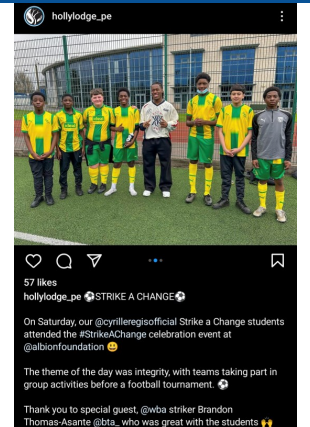 hollylodge_pe
57 likes
hollylodge_pe ⚽STRIKE A CHANGE⚽
On Saturday, our @cyrilleregisofficial Strike a Change students
attended the #StrikeAChange celebration event at
@albionfoundation 😃
The theme of the day was integrity, with teams taking part in
group activities before a football tournament. ⚽
Thank you to special guest, @wba striker Brandon
Thomas-Asante @bta_ who was great with the students 🙌